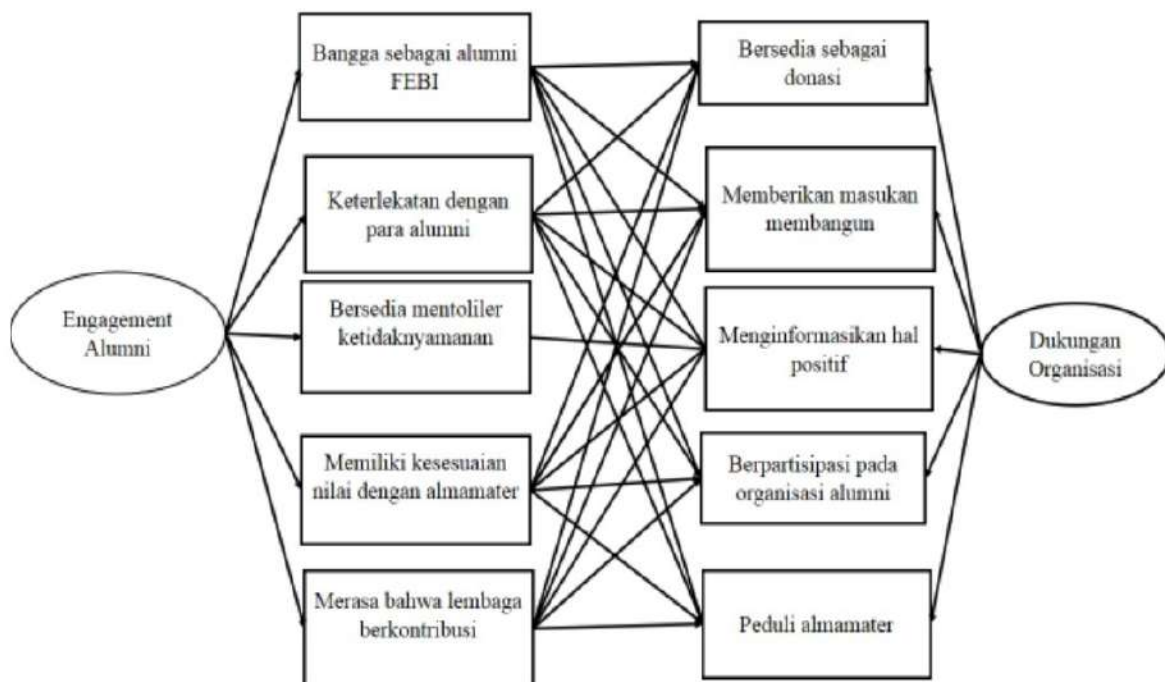 Bangga sebagai alumni
FEBI
Bersedia sebagai
donasi
Keterlekatan dengan
para alumni
Memberikan masukan
membangun
Engagement
Alumni
Bersedia mentoliler
ketidaknyamanan
Menginformasikan hal
positif
Dukungan
Organisasi
Memiliki kesesuaian
nilai dengan almamater
Berpartisipasi pada
organisasi alumni
Merasa bahwa lembaga
berkontribusi
Peduli almamater